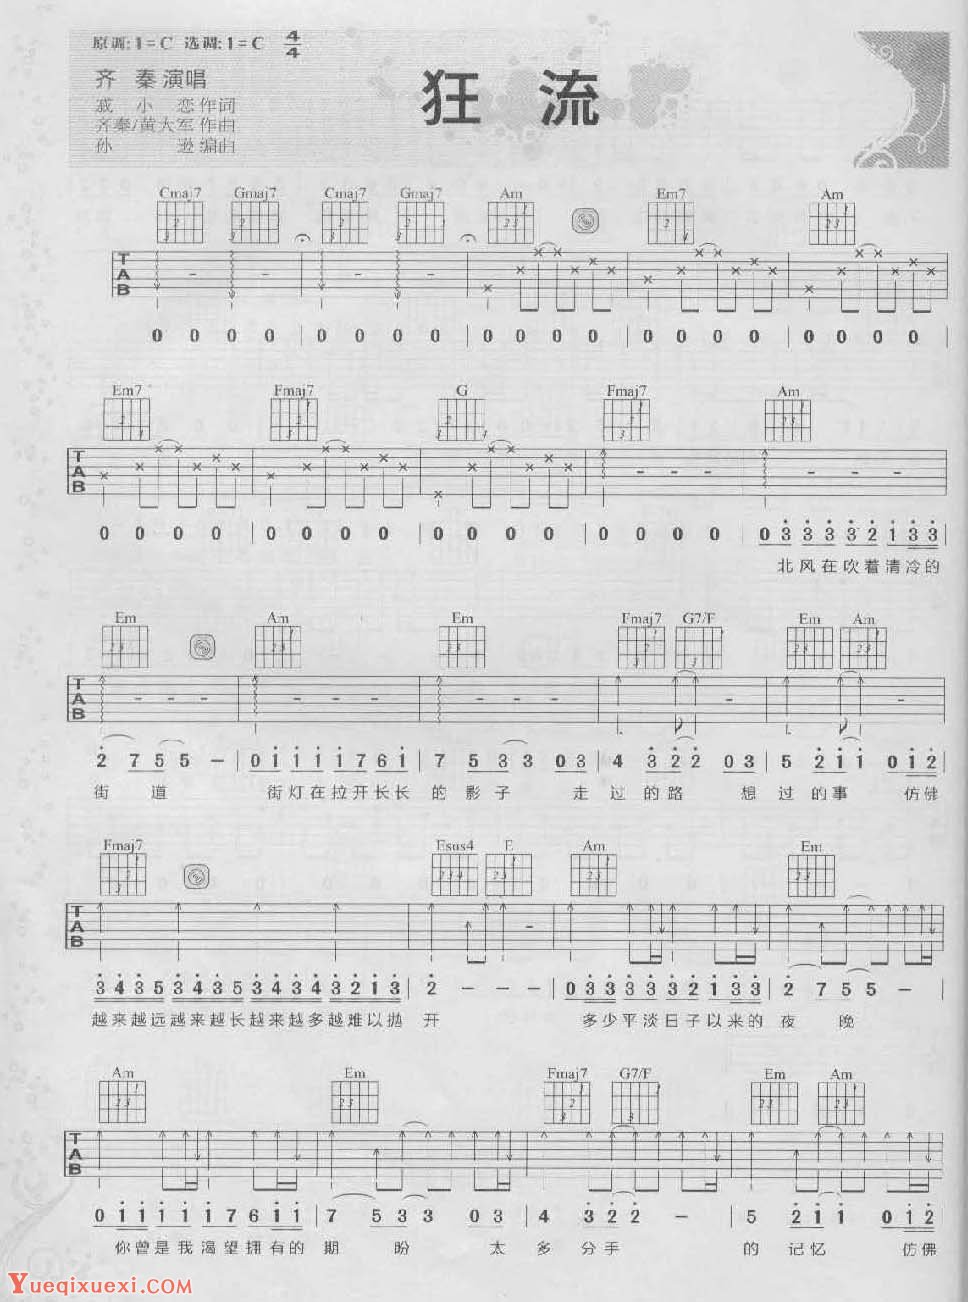 原调:1=C 选调:1=C 4/4
狂 流
齐 秦 演唱
戚 小 恋 作词
齐秦/黄大军 作曲
孙 逊 编曲
Cmaj7 Gmaj7 Cmaj7 Gmaj7 Am Em7 Am
TAB
0 0 0 0 | 0 0 0 0 | 0 0 0 0 | 0 0 0 0 | 0 0 0 0
Em7 Fmaj7 G Fmaj7 Am
TAB
0 0 0 0 | 0 0 0 0 | 0 0 0 0 | 0 0 0 0 | 0 3 3 3 3 2 1 3 3
北风在吹着清冷的
Em Am Em Fmaj7 G7/F Em Am
TAB
2 7 5 5 － | 0 1 1 1 1 7 6 1 | 7 5 3 3 0 3 | 4 3 2 2 0 3 | 5 2 1 1 0 1 2
街 道 街灯在拉开长长 的 影 子 走 过 的 路 想 过 的 事 仿佛
Fmaj7 Esus4 E Am Em
TAB
3 4 3 5 3 4 3 5 3 4 3 4 3 2 1 3 | 2 － － | 0 3 3 3 3 3 2 1 3 3 | 2 7 5 5 － |
越来越远越来越长越来越多越难以抛 开 多少平淡日子以来的 夜 晚
Am Em Fmaj7 G7/F Em Am
TAB
0 1 1 1 1 1 7 6 1 1 | 7 5 3 3 0 3 | 4 3 2 2 － | 5 2 1 1 0 1 2
你曾是我渴望拥有的 期 盼 太 多 分 手 的 记 忆 仿佛
Yueqixuexi.com